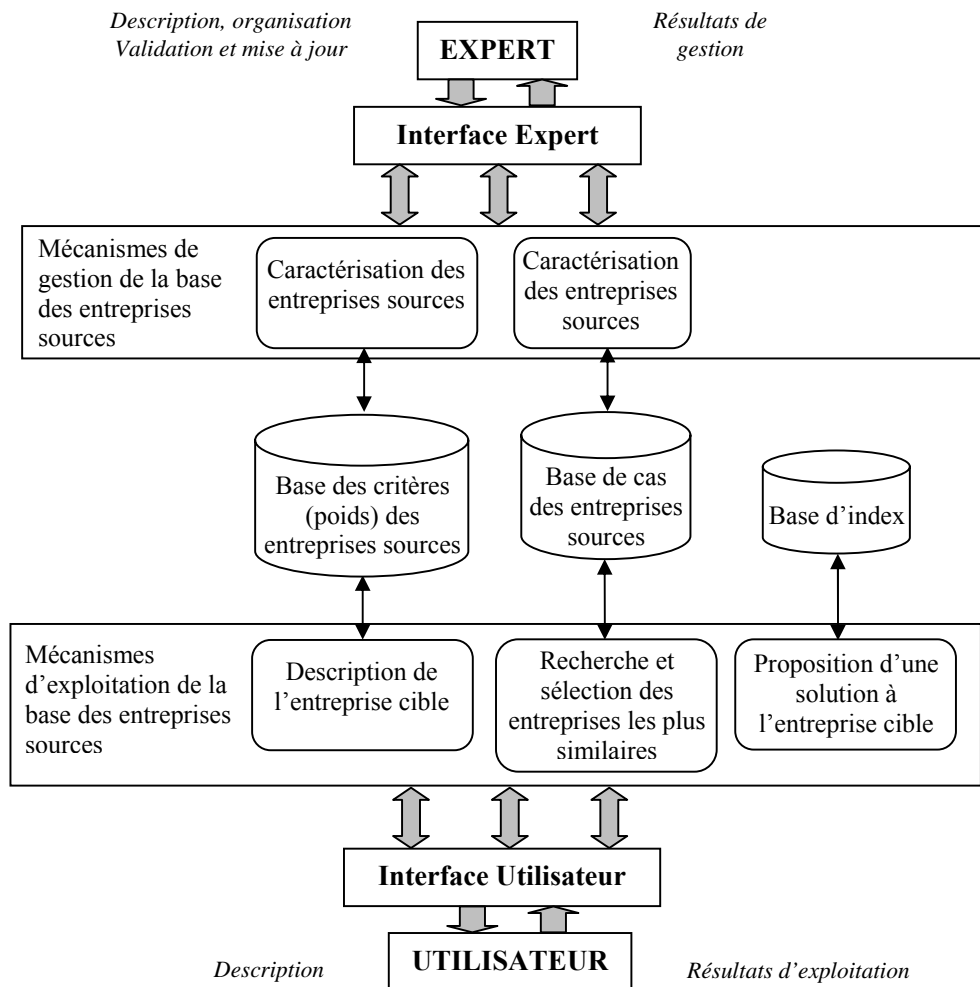 Description, organisation
Validation et mise à jour
EXPERT
Résultats de
gestion
Interface Expert
Mécanismes de
gestion de la base
des entreprises
sources
Caractérisation des
entreprises sources
Caractérisation
des entreprises
sources
Base des critères
(poids) des
entreprises sources
Base de cas
des entreprises
sources
Base d’index
Mécanismes
d’exploitation de la
base des entreprises
sources
Description de
l’entreprise cible
Recherche et
sélection des
entreprises les plus
similaires
Proposition d’une
solution à
l’entreprise cible
Interface Utilisateur
Description
UTILISATEUR
Résultats d’exploitation